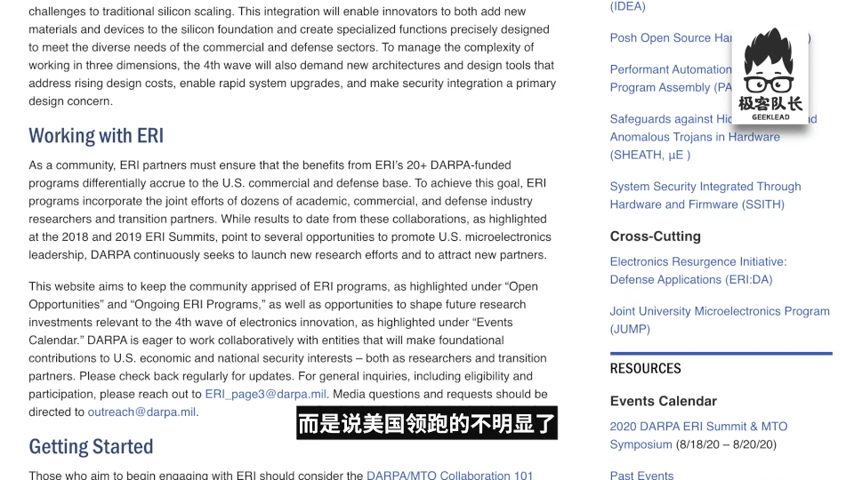 challenges to traditional silicon scaling. This integration will enable innovators to both add new
materials and devices to the silicon foundation and create specialized functions precisely designed
to meet the diverse needs of the commercial and defense sectors. To manage the complexity of
working in three dimensions, the 4th wave will also demand new architectures and design tools that
address rising design costs, enable rapid system upgrades, and make security integration a primary
design concern.
Working with ERI
As a community, ERI partners must ensure that the benefits from ERI's 20+ DARPA-funded
programs differentially accrue to the U.S. commercial and defense base. To achieve this goal, ERI
programs incorporate the joint efforts of dozens of academic, commercial, and defense industry
researchers and transition partners. While results to date from these collaborations, as highlighted
at the 2018 and 2019 ERI Summits, point to several opportunities to promote U.S. microelectronics
leadership, DARPA continuously seeks to launch new research efforts and to attract new partners.
This website aims to keep the community apprised of ERI programs, as highlighted under “Open
Opportunities” and “Ongoing ERI Programs,” as well as opportunities to shape future research
investments relevant to the 4th wave of electronics innovation, as highlighted under “Events
Calendar.” DARPA is eager to work collaboratively with entities that will make foundational
contributions to U.S. economic and national security interests – both as researchers and transition
partners. Please check back regularly for updates. For general inquiries, including eligibility and
participation, please reach out to ERI_page3@darpa.mil. Media questions and requests should be
directed to outreach@darpa.mil.
Getting Started
Those who aim to begin engaging with ERI should consider the DARPA/MTO Collaboration 101
(IDEA)
Posh Open Source
Performant Automation
Program Assembly
Safeguards against
Anomalous Trojans in Hardware
(SHEATH, µE )
System Security Integrated Through
Hardware and Firmware (SSITH)
Cross-Cutting
Electronics Resurgence Initiative:
Defense Applications (ERI:DA)
Joint University Microelectronics Program
(JUMP)
RESOURCES
Events Calendar
2020 DARPA ERI Summit & MTO
Symposium (8/18/20 – 8/20/20)
Past Events
极客队长
GEEKLEAD
而是说美国领跑的不明显了